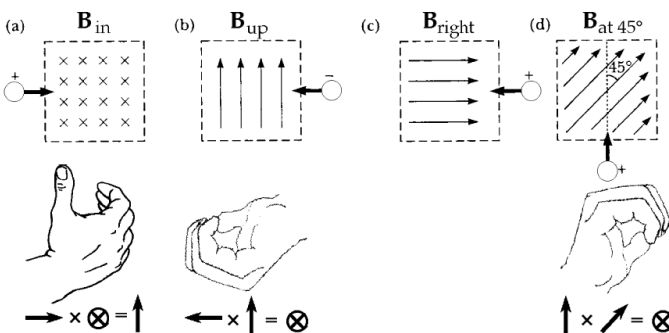 (a) B in
(b) B up
(c) B right
(d) B at 45°
+
−
+
45°
+
× ⊗ =
× = ⊗
× = ⊗